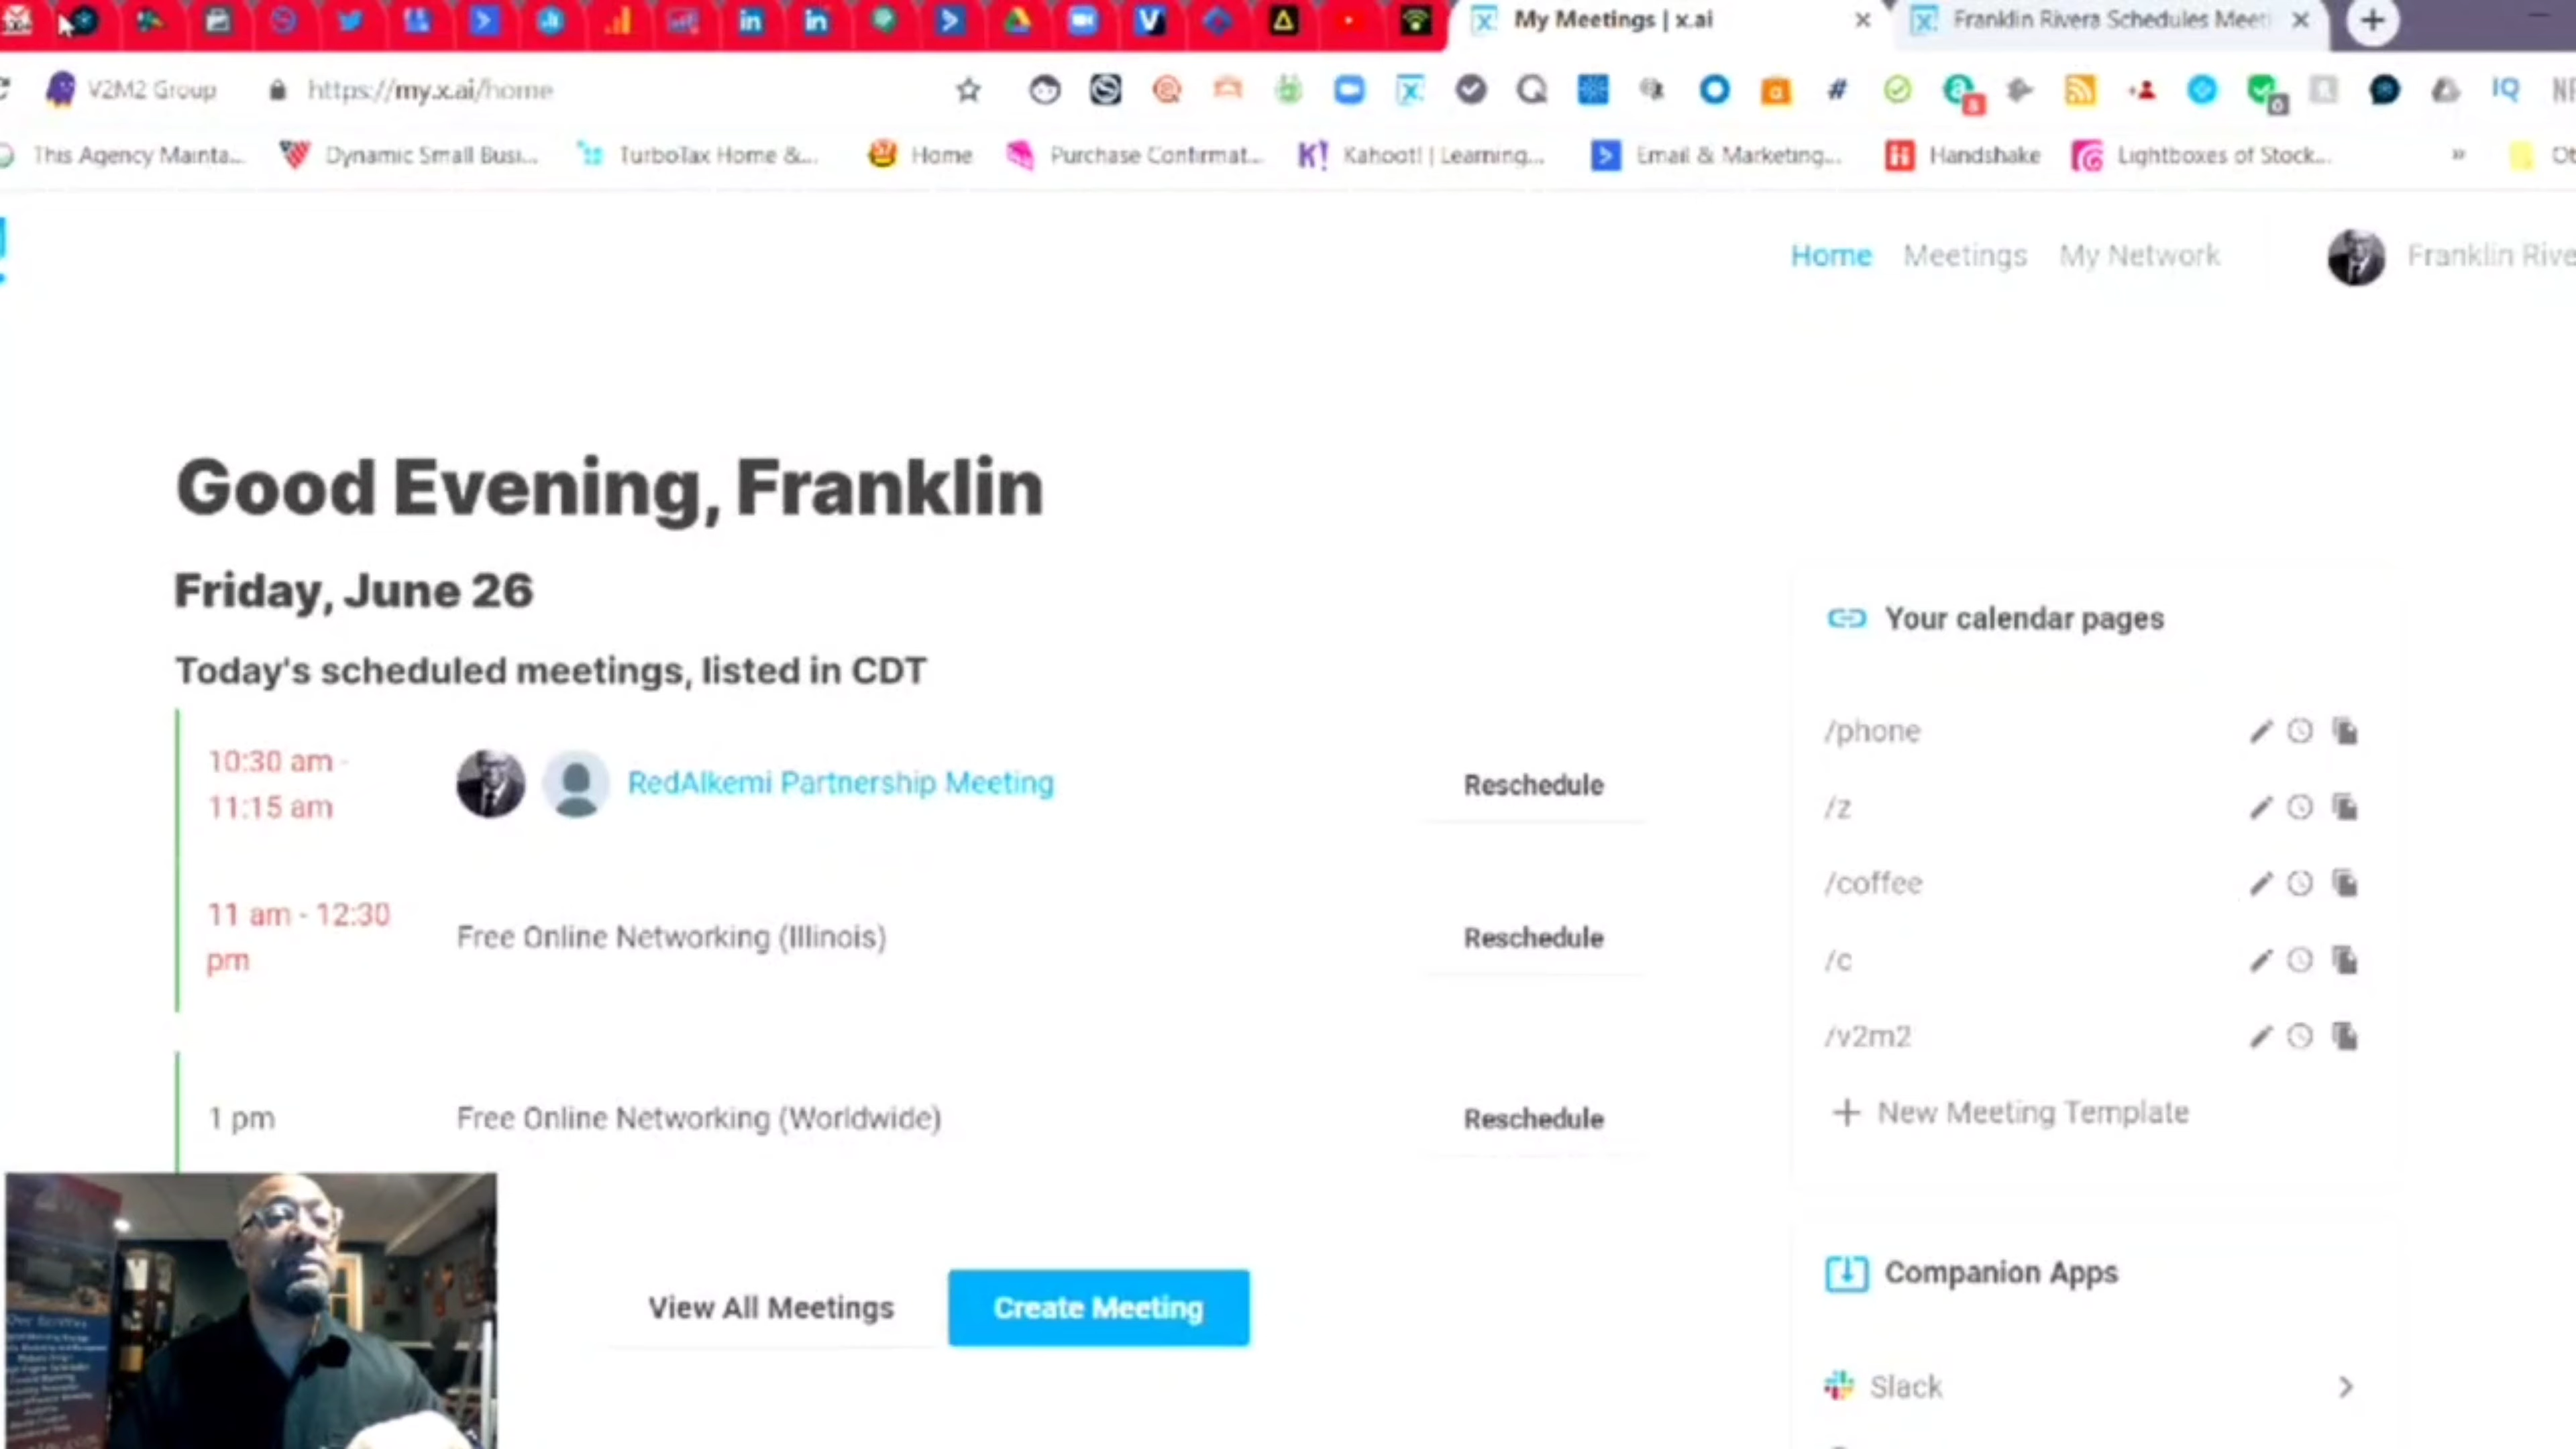 My Meetings | x.ai
Franklin Rivera Schedules Meeti
V2M2 Group
https://my.x.ai/home
IQ
This Agency Mainta...
Dynamic Small Busi...
TurboTax Home &...
Home
Purchase Confirmat...
K! Kahoot! | Learning...
Email & Marketing...
Handshake
Lightboxes of Stock...
»
Home
Meetings
My Network
Franklin Rive
Good Evening, Franklin
Friday, June 26
Today's scheduled meetings, listed in CDT
10:30 am -
11:15 am
RedAlkemi Partnership Meeting
Reschedule
11 am - 12:30
pm
Free Online Networking (Illinois)
Reschedule
1 pm
Free Online Networking (Worldwide)
Reschedule
View All Meetings
Create Meeting
Your calendar pages
/phone
/z
/coffee
/c
/v2m2
+ New Meeting Template
Companion Apps
Slack